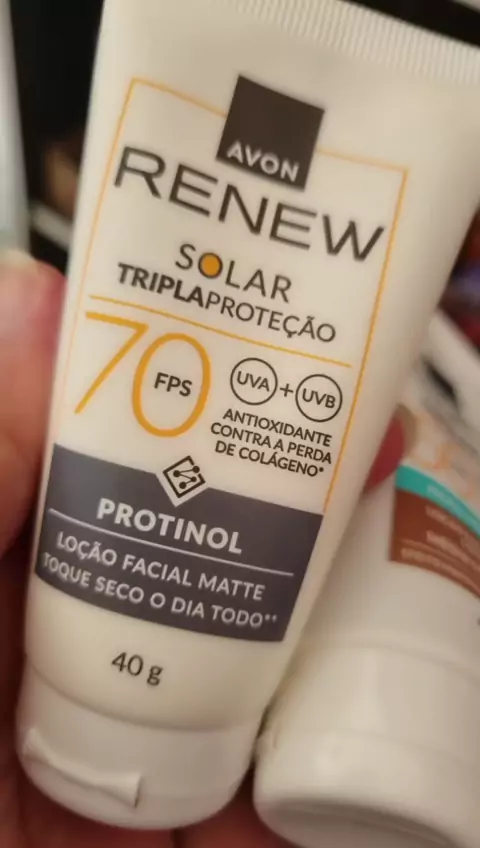 AVON
RENEW
SOLAR
TRIPLAPROTEÇÃO
70 FPS
UVA + UVB
ANTIOXIDANTE
CONTRA A PERDA
DE COLÁGENO*
PROTINOL
LOÇÃO FACIAL MATTE
TOQUE SECO O DIA TODO**
40 g